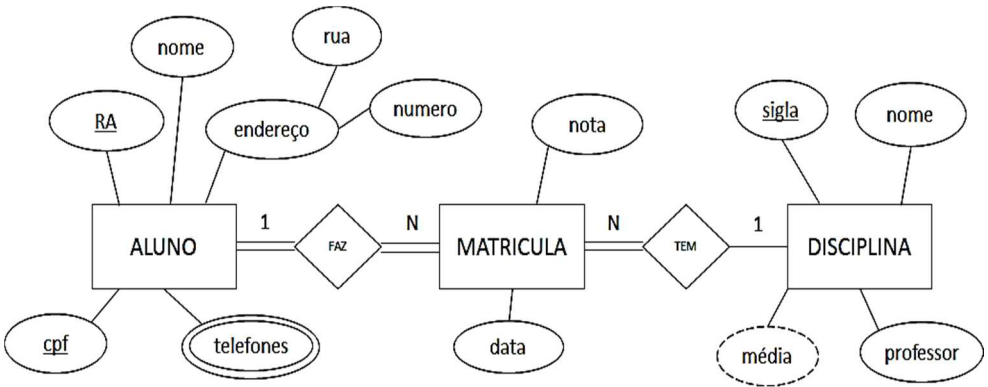 nome
rua
RA
endereço
numero
nota
sigla
nome
ALUNO
1
FAZ
N
MATRICULA
N
TEM
1
DISCIPLINA
cpf
telefones
data
média
professor